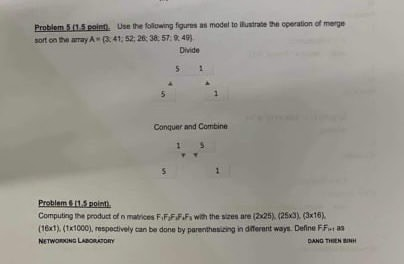 Problem 5 (1.5 point). Use the following figures as model to illustrate the operation of merge
sort on the array A = {3; 41; 52; 26; 38; 57; 9; 49}.
Divide
5 1
5 1
Conquer and Combine
1 5
5 1
Problem 6 (1.5 point).
Computing the product of n matrices F₁F₂F₃F₄F₅ with the sizes are (2x25), (25x3), (3x16),
(16x1), (1x1000), respectively can be done by parenthesizing in different ways. Define FᵢFᵢ₊₁ as
NETWORKING LABORATORY DANG THIEN BINH